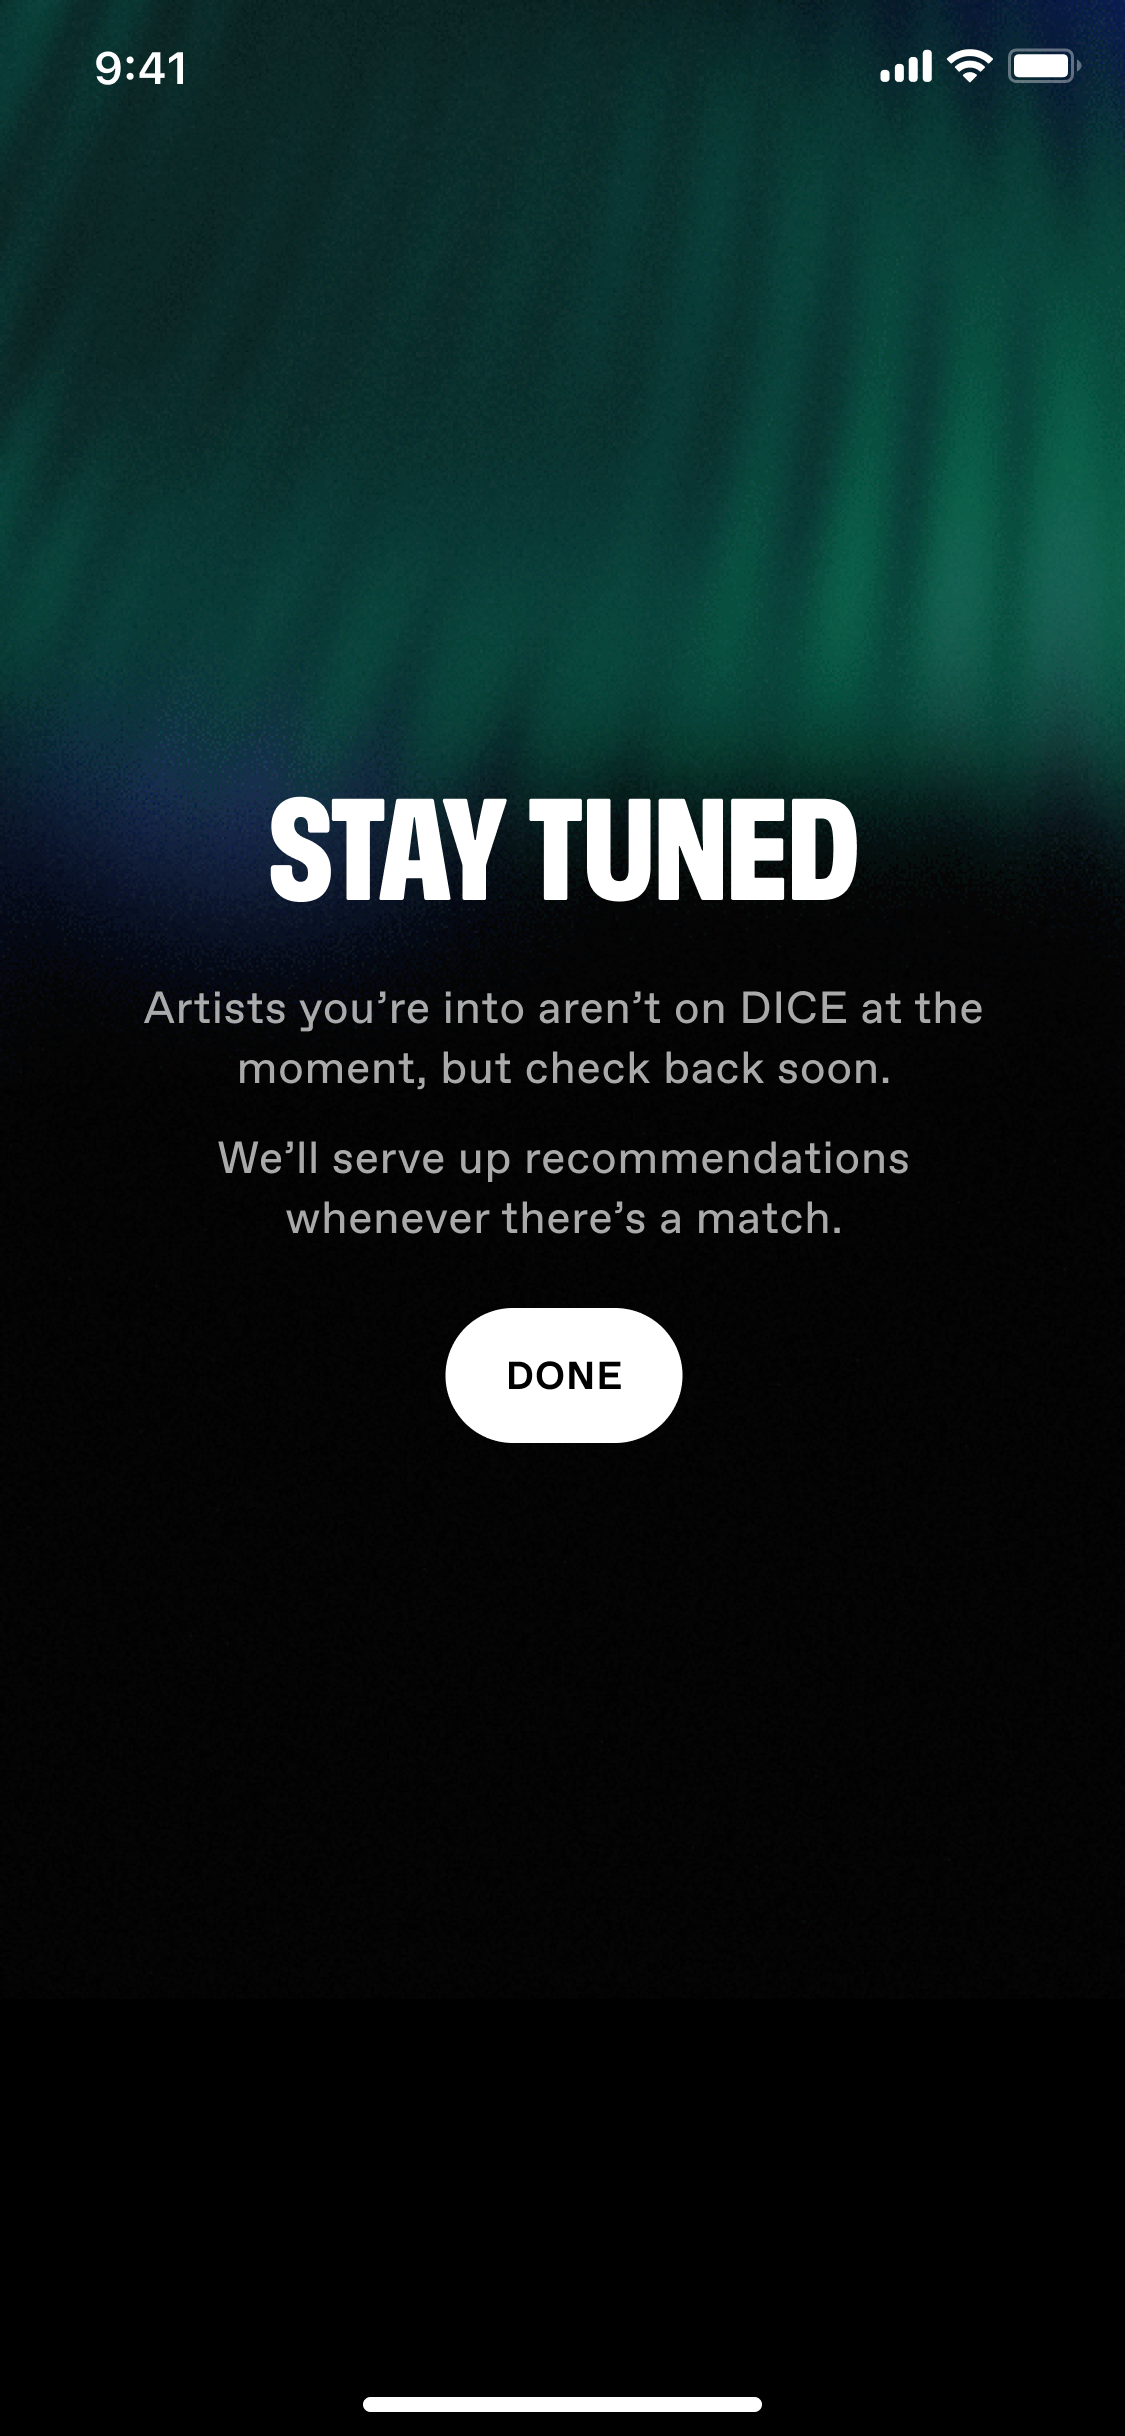 9:41
STAY TUNED
Artists you’re into aren’t on DICE at the
moment, but check back soon.
We’ll serve up recommendations
whenever there’s a match.
DONE